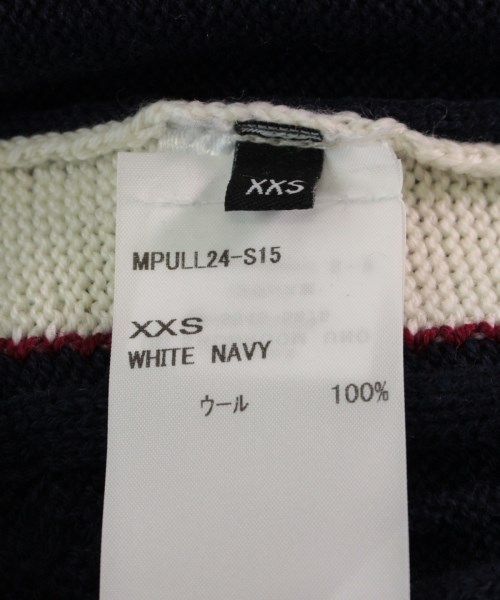 XXS
MPULL24-S15
XXS
WHITE NAVY
ウール 100%